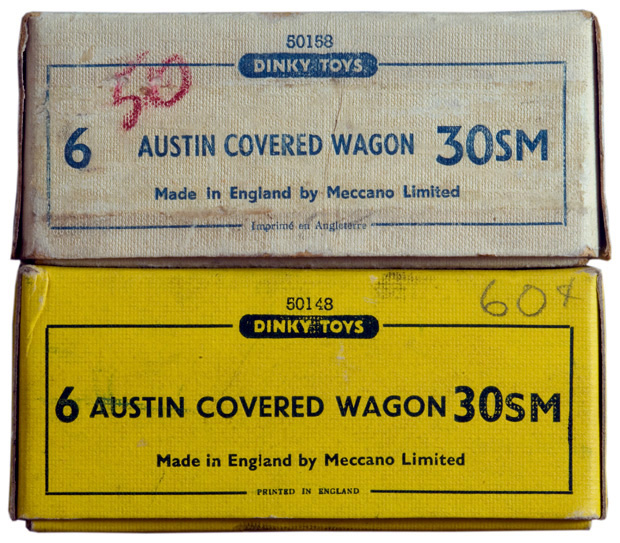 50158
DINKY TOYS
50
6 AUSTIN COVERED WAGON 30SM
Made in England by Meccano Limited
Imprimé en Angleterre
60¢
50148
DINKY TOYS
6 AUSTIN COVERED WAGON 30SM
Made in England by Meccano Limited
PRINTED IN ENGLAND